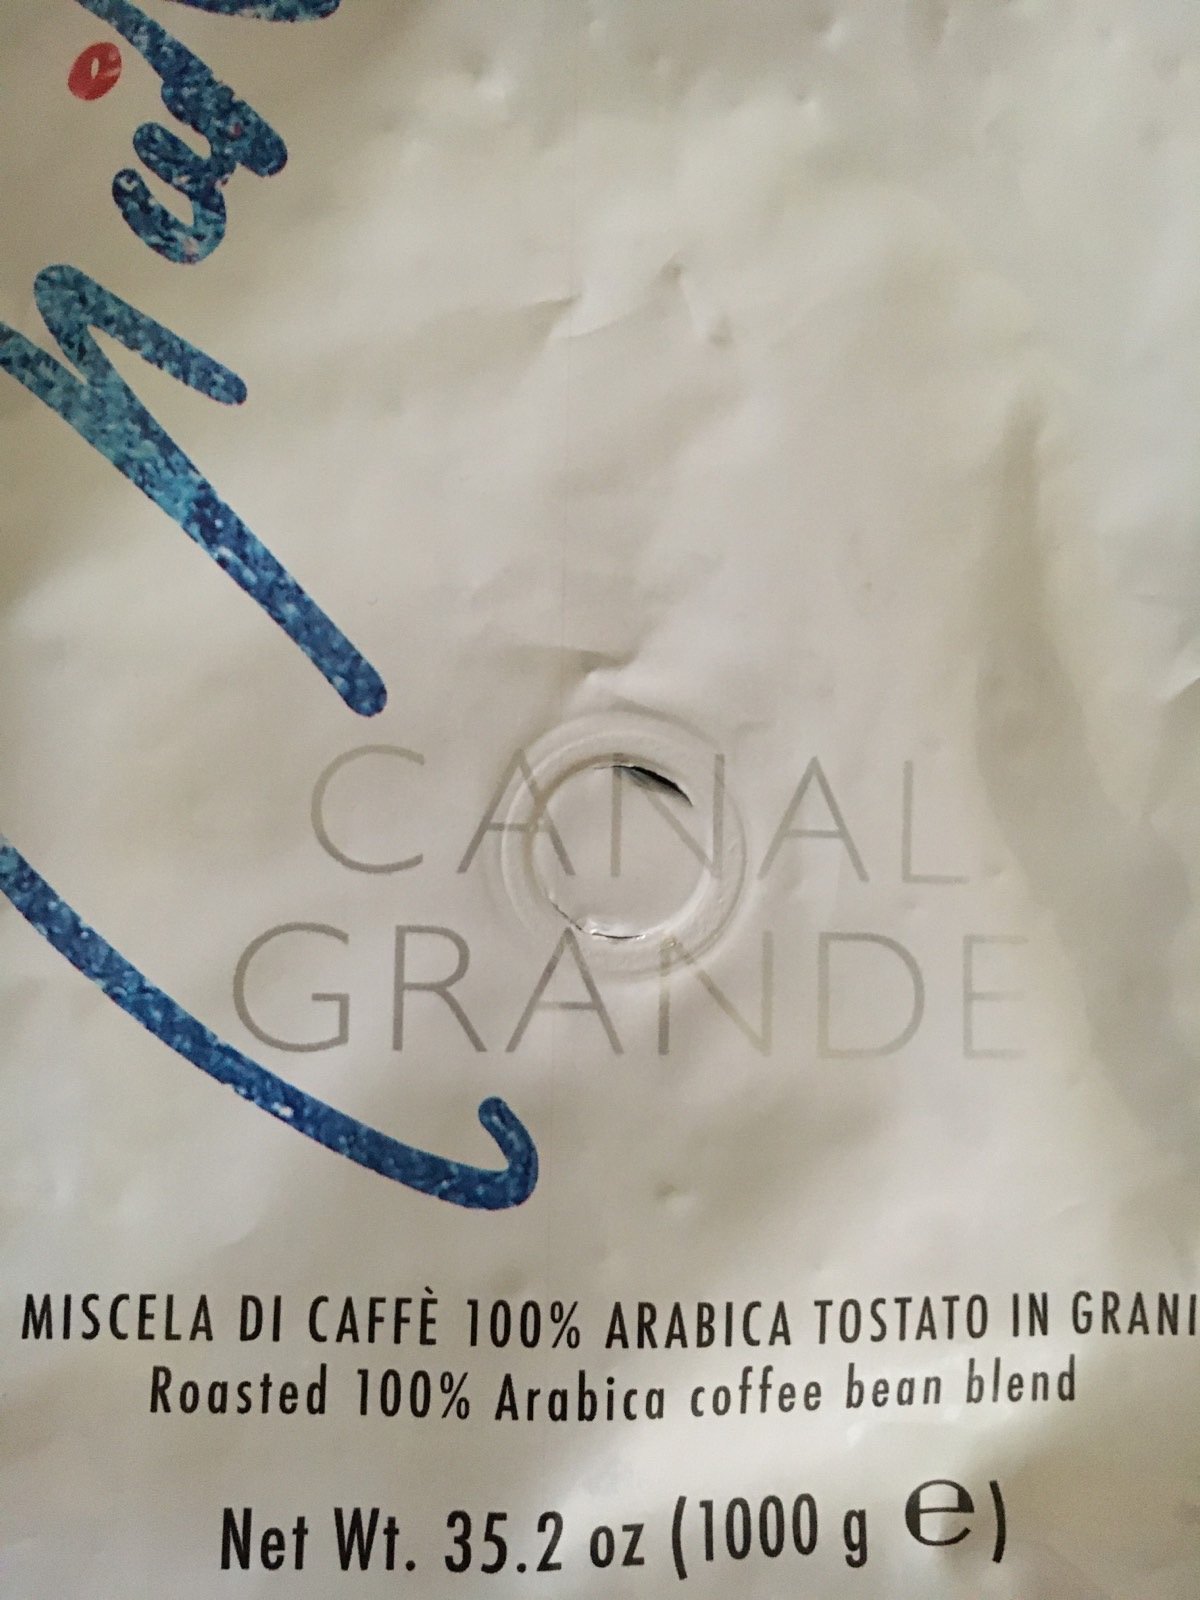 CANAL
GRANDE
MISCELA DI CAFFÈ 100% ARABICA TOSTATO IN GRANI
Roasted 100% Arabica coffee bean blend
Net Wt. 35.2 oz (1000 g ℮)